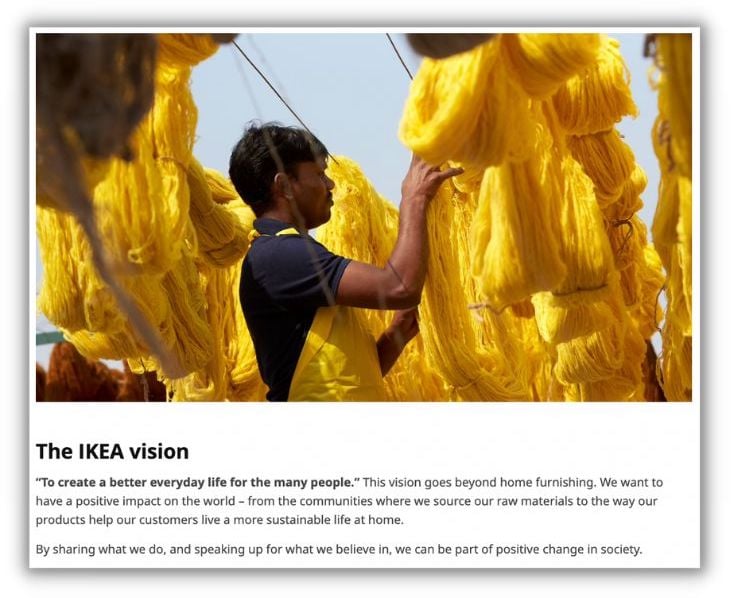 The IKEA vision
“To create a better everyday life for the many people.” This vision goes beyond home furnishing. We want to
have a positive impact on the world – from the communities where we source our raw materials to the way our
products help our customers live a more sustainable life at home.
By sharing what we do, and speaking up for what we believe in, we can be part of positive change in society.